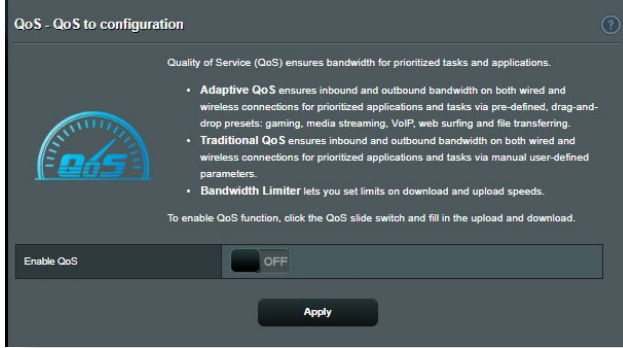 QoS - QoS to configuration
?
Quality of Service (QoS) ensures bandwidth for prioritized tasks and applications.
• Adaptive QoS ensures inbound and outbound bandwidth on both wired and
wireless connections for prioritized applications and tasks via pre-defined, drag-and-
drop presets: gaming, media streaming, VoIP, web surfing and file transferring.
• Traditional QoS ensures inbound and outbound bandwidth on both wired and
wireless connections for prioritized applications and tasks via manual user-defined
parameters.
• Bandwidth Limiter lets you set limits on download and upload speeds.
QoS
To enable QoS function, click the QoS slide switch and fill in the upload and download.
Enable QoS
OFF
Apply